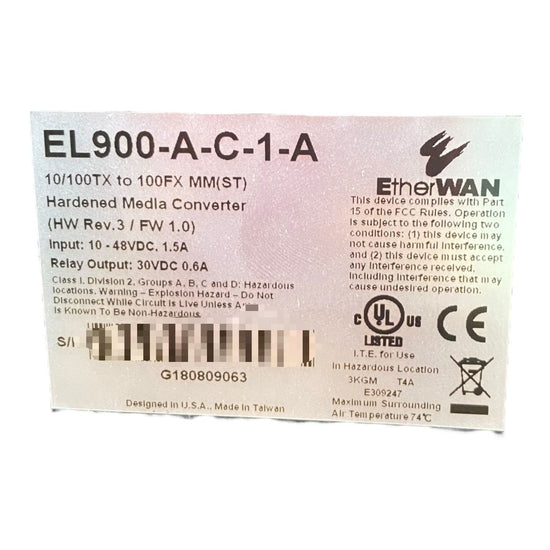 EL900-A-C-1-A
10/100TX to 100FX MM(ST)
Hardened Media Converter
(HW Rev.3 / FW 1.0)
Input: 10 - 48VDC, 1.5A
Relay Output: 30VDC 0.6A
Class I, Division 2, Groups A, B, C and D: Hazardous
locations. Warning – Explosion Hazard – Do Not
Disconnect While Circuit Is Live Unless
Is Known To Be Non-Hazardous.
S/
G180809063
Designed in U.S.A., Made in Taiwan
EtherWAN
This device complies with Part
15 of the FCC Rules. Operation
is subject to the following two
conditions: (1) this device may
not cause harmful interference,
and (2) this device must accept
any interference received,
including interference that may
cause undesired operation.
C UL US
LISTED
CE
I.T.E. for Use
In Hazardous Location
3KGM T4A
E309247
Maximum Surrounding
Air Temperature 74℃